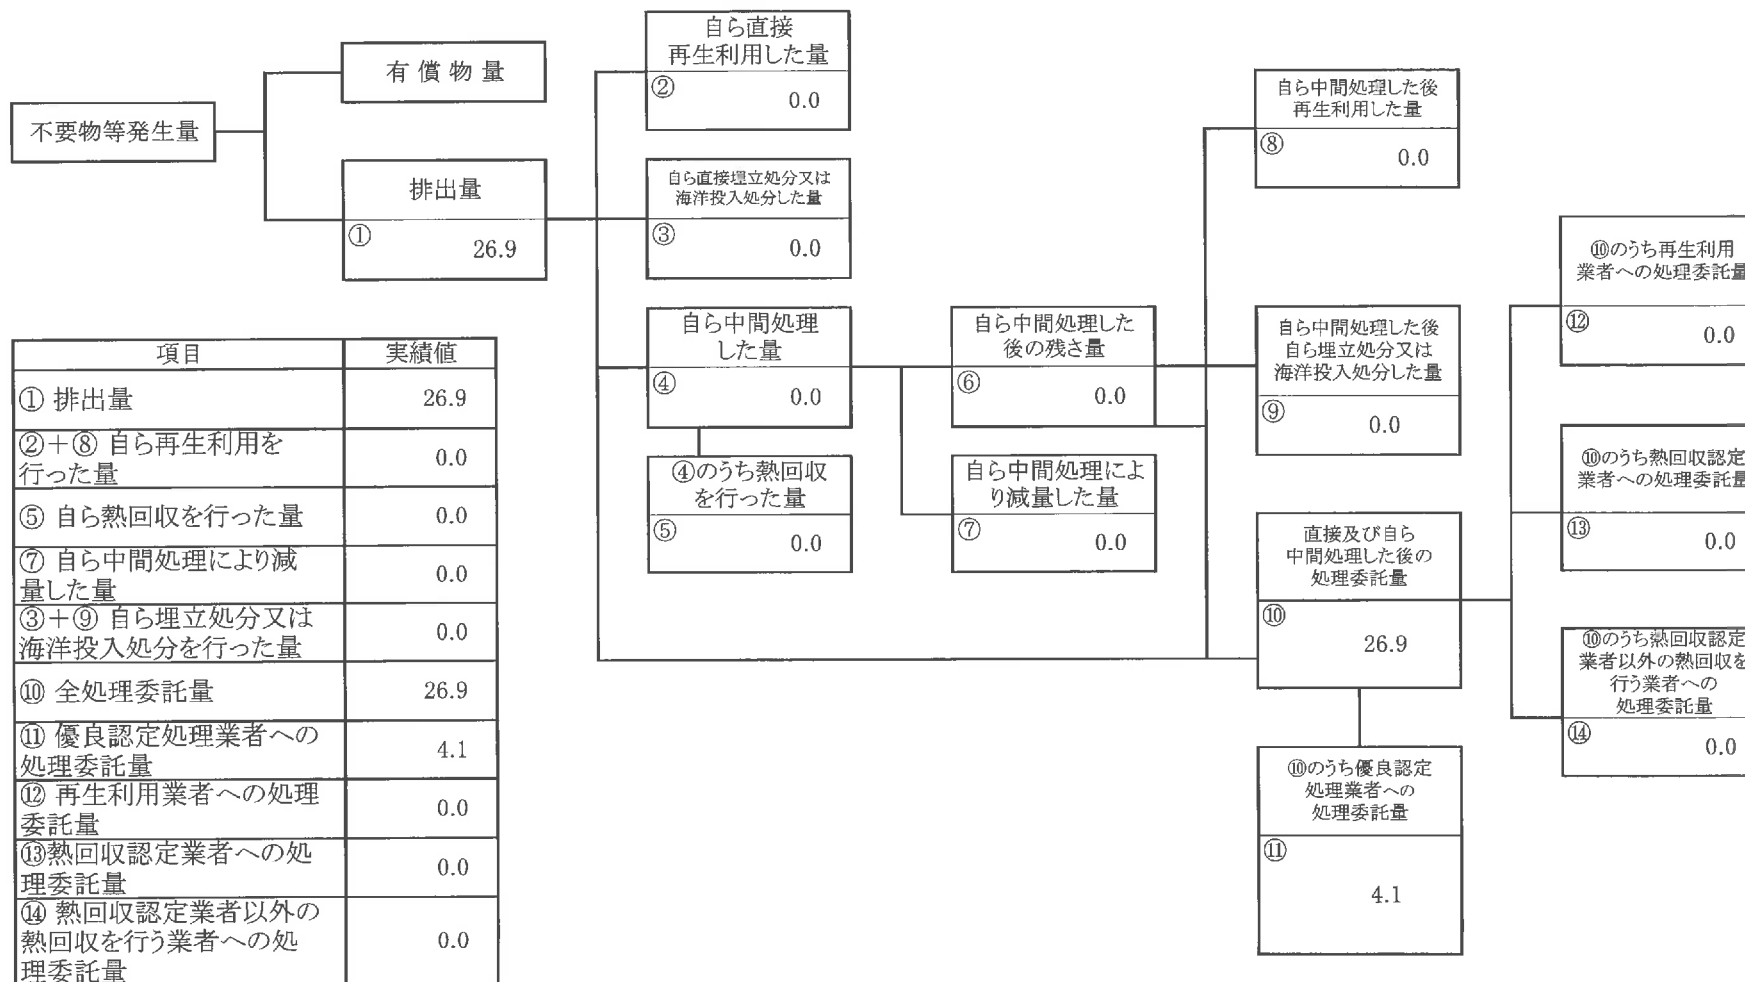 不要物等発生量
有償物量
排出量
①
26.9
自ら直接
再生利用した量
②
0.0
自ら直接埋立処分又は
海洋投入処分した量
③
0.0
自ら中間処理
した量
④
0.0
④のうち熱回収
を行った量
⑤
0.0
自ら中間処理した
後の残さ量
⑥
0.0
自ら中間処理によ
り減量した量
⑦
0.0
自ら中間処理した後
再生利用した量
⑧
0.0
自ら中間処理した後
自ら埋立処分又は
海洋投入処分した量
⑨
0.0
直接及び自ら
中間処理した後の
処理委託量
⑩
26.9
⑩のうち優良認定
処理業者への
処理委託量
⑪
4.1
⑩のうち再生利用
業者への処理委託量
⑫
0.0
⑩のうち熱回収認定
業者への処理委託量
⑬
0.0
⑩のうち熱回収認定
業者以外の熱回収を
行う業者への
処理委託量
⑭
0.0
項目 実績値
① 排出量 26.9
②+⑧ 自ら再生利用を
行った量 0.0
⑤ 自ら熱回収を行った量 0.0
⑦ 自ら中間処理により減
量した量 0.0
③+⑨ 自ら埋立処分又は
海洋投入処分を行った量 0.0
⑩ 全処理委託量 26.9
⑪ 優良認定処理業者への
処理委託量 4.1
⑫ 再生利用業者への処理
委託量 0.0
⑬熱回収認定業者への処
理委託量 0.0
⑭ 熱回収認定業者以外の
熱回収を行う業者への処
理委託量 0.0